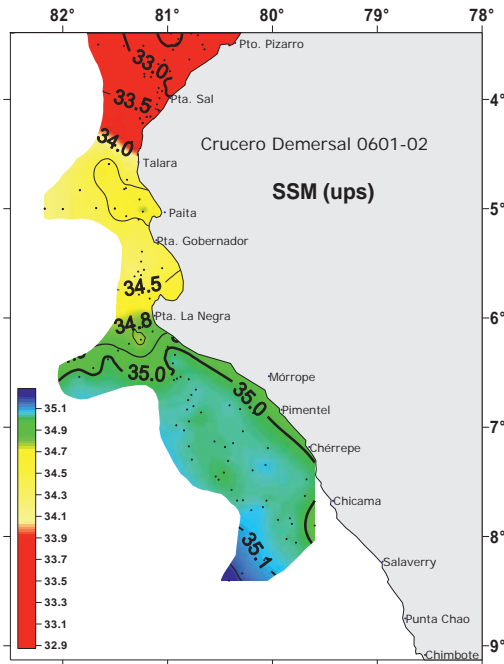 82° 81° 80° 79° 78°
Pto. Pizarro
33.0
4°
33.5
Pta. Sal
34.0
Crucero Demersal 0601-02
Talara
SSM (ups)
5°
Paita
Pta. Gobernador
34.5
6°
34.8
Pta. La Negra
35.0
Mórrope
35.0
Pimentel
7°
Chérrepe
Chicama
8°
35.1
Salaverry
Punta Chao
Chimbote
9°
35.1
34.9
34.7
34.5
34.3
34.1
33.9
33.7
33.5
33.3
33.1
32.9